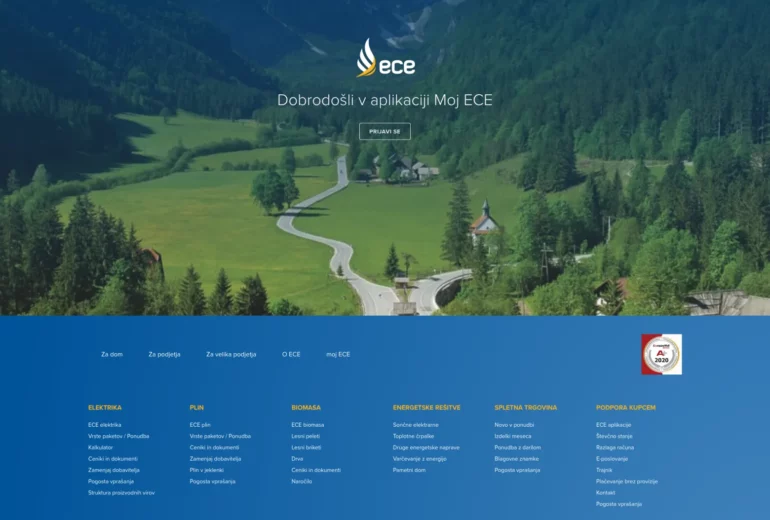 ece
Dobrodošli v aplikaciji Moj ECE
PRIJAVI SE
Za dom
Za podjetja
Za velika podjetja
O ECE
moj ECE
2020
ELEKTRIKA
ECE elektrika
Vrste paketov / Ponudba
Kalkulator
Ceniki in dokumenti
Zamenjaj dobavitelja
Pogosta vprašanja
Struktura proizvodnih virov
PLIN
ECE plin
Vrste paketov / Ponudba
Ceniki in dokumenti
Zamenjaj dobavitelja
Plin v jeklenki
Pogosta vprašanja
BIOMASA
ECE biomasa
Lesni peleti
Lesni briketi
Drva
Ceniki in dokumenti
Naročilo
ENERGETSKE REŠITVE
Sončne elektrarne
Toplotne črpalke
Druge energetske naprave
Varčevanje z energijo
Pametni dom
SPLETNA TRGOVINA
Novo v ponudbi
Izdelki meseca
Ponudba z darilom
Blagovne znamke
Pogosta vprašanja
PODPORA KUPCEM
ECE aplikacije
Števčno stanje
Razlaga računa
E-poslovanje
Trajnik
Plačevanje brez provizije
Kontakt
Pogosta vprašanja